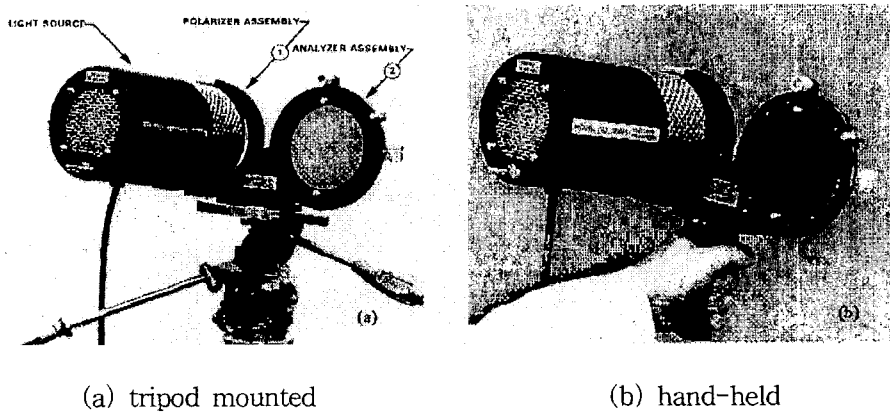 LIGHT SOURCE
POLARIZER ASSEMBLY
1 ANALYZER ASSEMBLY
2
(a)
(b)
(a) tripod mounted
(b) hand-held